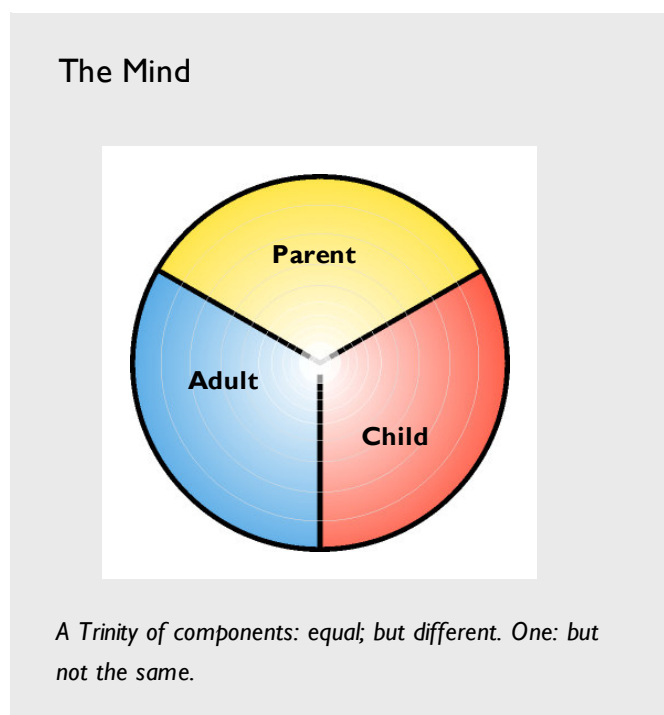 The Mind
Parent
Adult
Child
A Trinity of components: equal; but different. One: but
not the same.